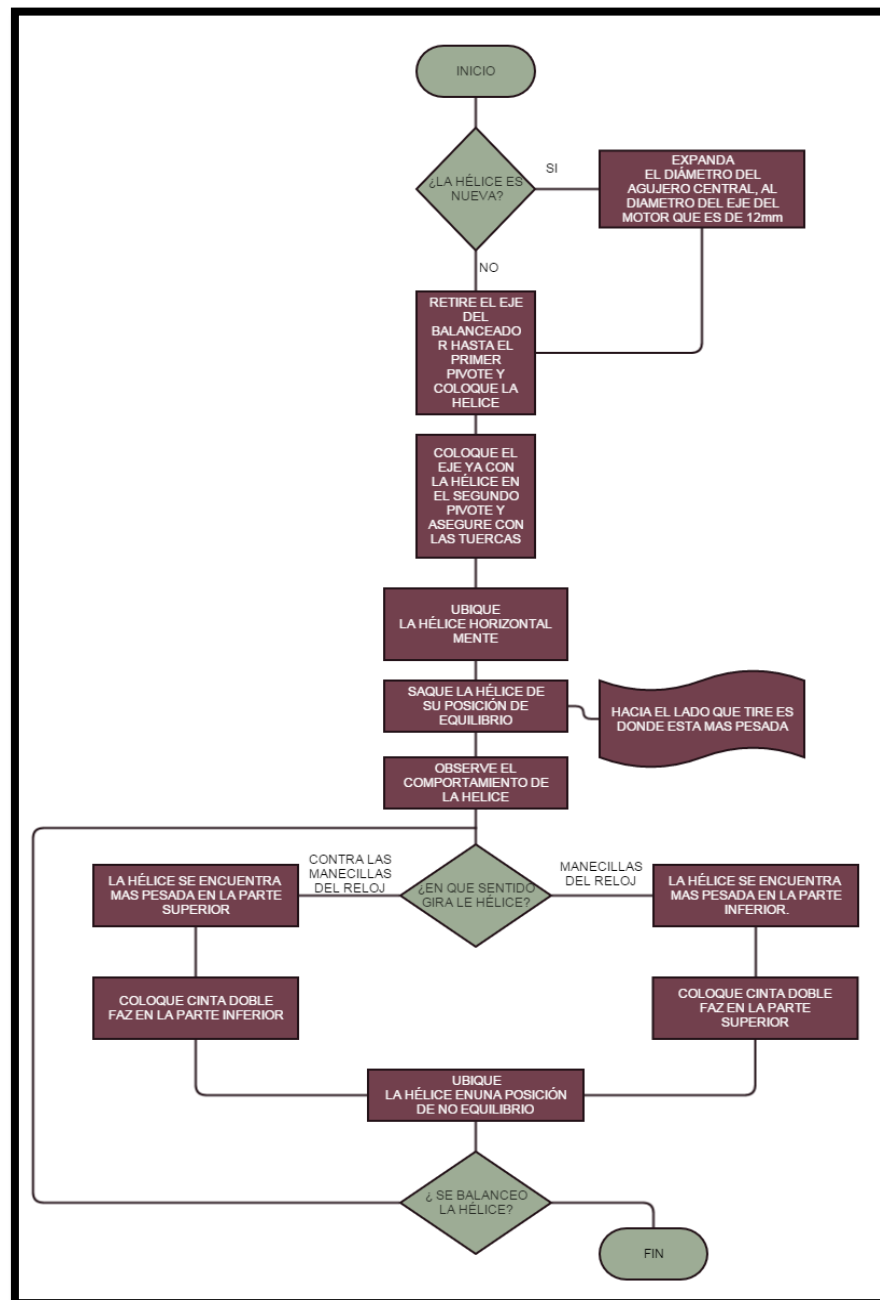 INICIO
¿LA HÉLICE ES
NUEVA?
SI
EXPANDA
EL DIÁMETRO DEL
AGUJERO CENTRAL, AL
DIAMETRO DEL EJE DEL
MOTOR QUE ES DE 12mm
NO
RETIRE EL EJE
DEL
BALANCEADO
R HASTA EL
PRIMER
PIVOTE Y
COLOQUE LA
HELICE
COLOQUE EL
EJE YA CON
LA HÉLICE EN
EL SEGUNDO
PIVOTE Y
ASEGURE CON
LAS TUERCAS
UBIQUE
LA HÉLICE HORIZONTAL
MENTE
SAQUE LA HÉLICE DE
SU POSICIÓN DE
EQUILIBRIO
HACIA EL LADO QUE TIRE ES
DONDE ESTA MAS PESADA
OBSERVE EL
COMPORTAMIENTO DE
LA HELICE
¿EN QUE SENTIDO
GIRA LE HÉLICE?
CONTRA LAS
MANECILLAS
DEL RELOJ
MANECILLAS
DEL RELOJ
LA HÉLICE SE ENCUENTRA
MAS PESADA EN LA PARTE
SUPERIOR
LA HÉLICE SE ENCUENTRA
MAS PESADA EN LA PARTE
INFERIOR.
COLOQUE CINTA DOBLE
FAZ EN LA PARTE INFERIOR
COLOQUE CINTA DOBLE
FAZ EN LA PARTE
SUPERIOR
UBIQUE
LA HÉLICE ENUNA POSICIÓN
DE NO EQUILIBRIO
¿ SE BALANCEO
LA HÉLICE?
FIN